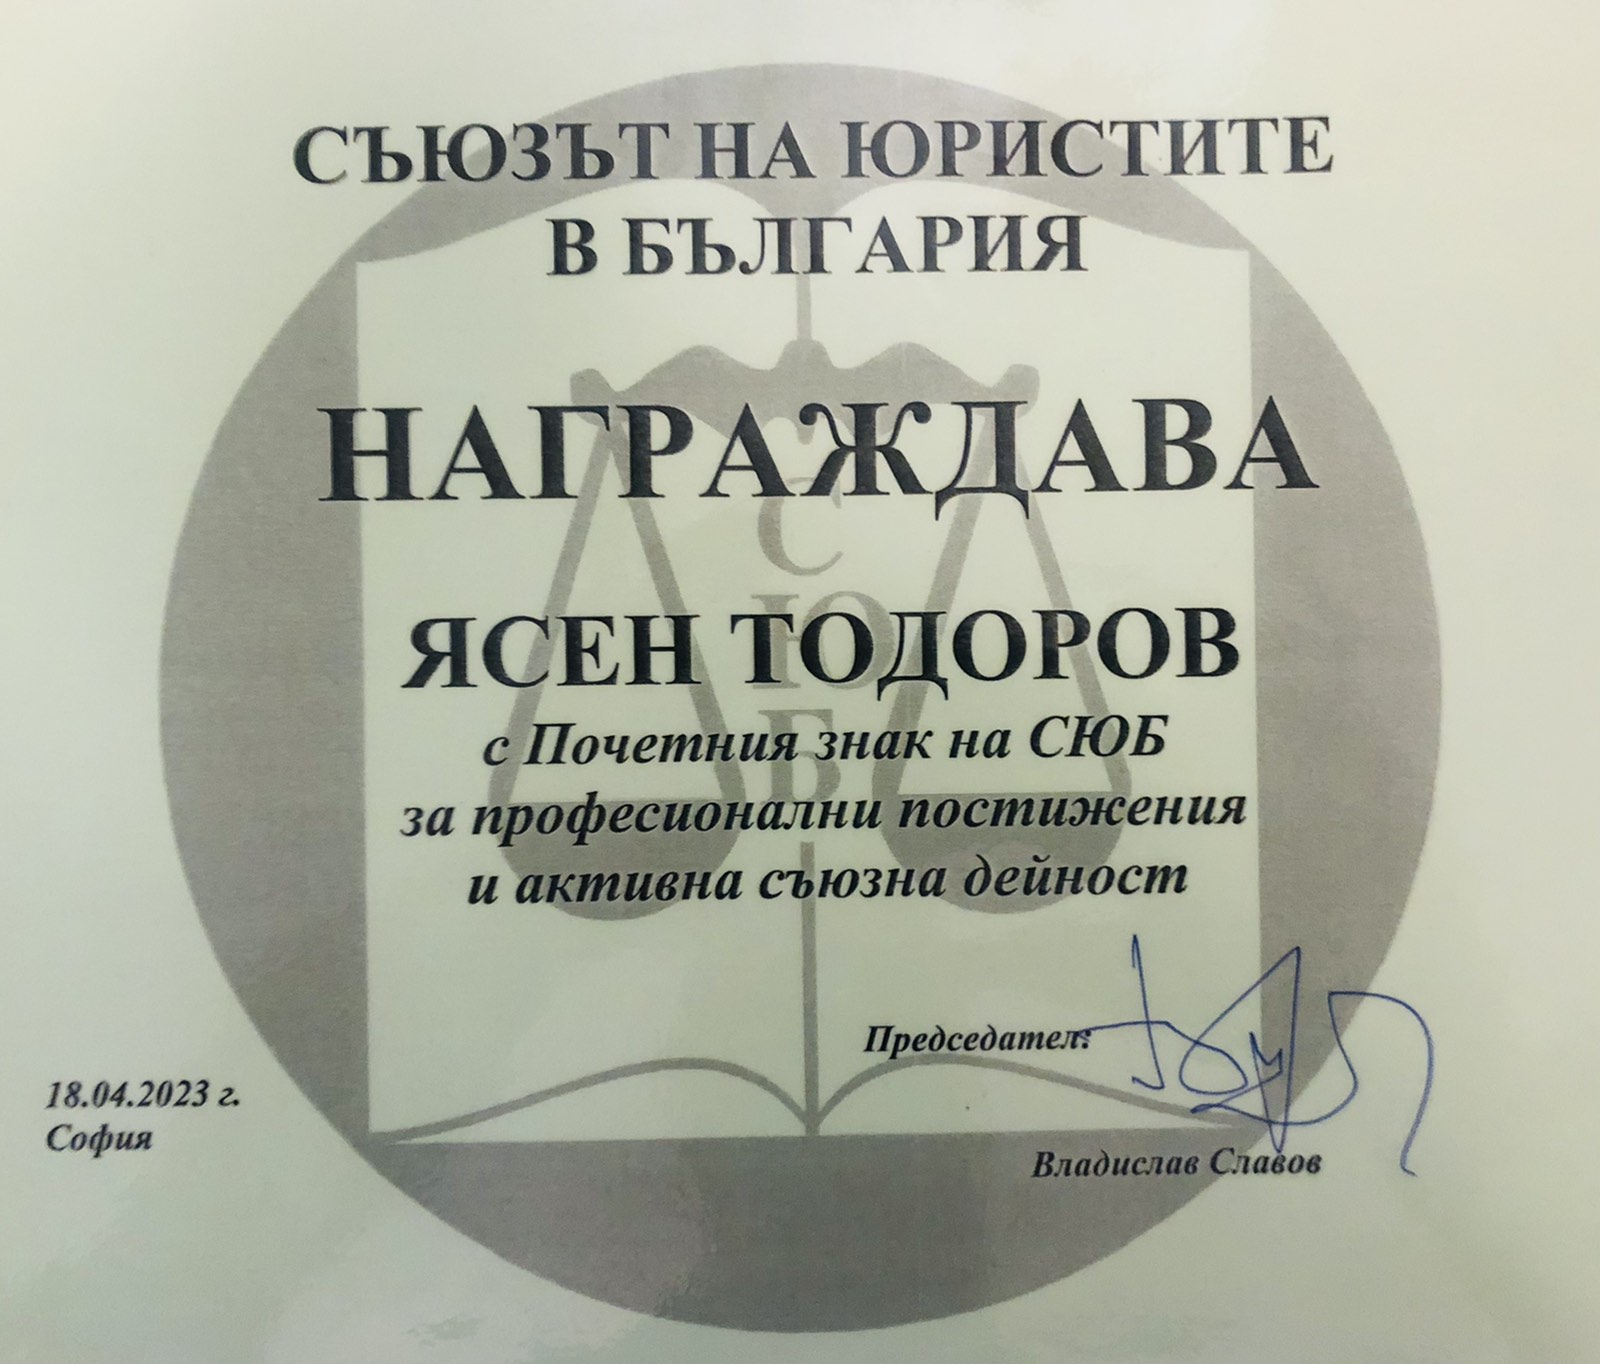 СЪЮЗЪТ НА ЮРИСТИТЕ
В БЪЛГАРИЯ
НАГРАЖДАВА
ЯСЕН ТОДОРОВ
с Почетния знак на СЮБ
за професионални постижения
и активна съюзна дейност
Председател:
Владислав Славов
18.04.2023 г.
София
С
Ю
Б